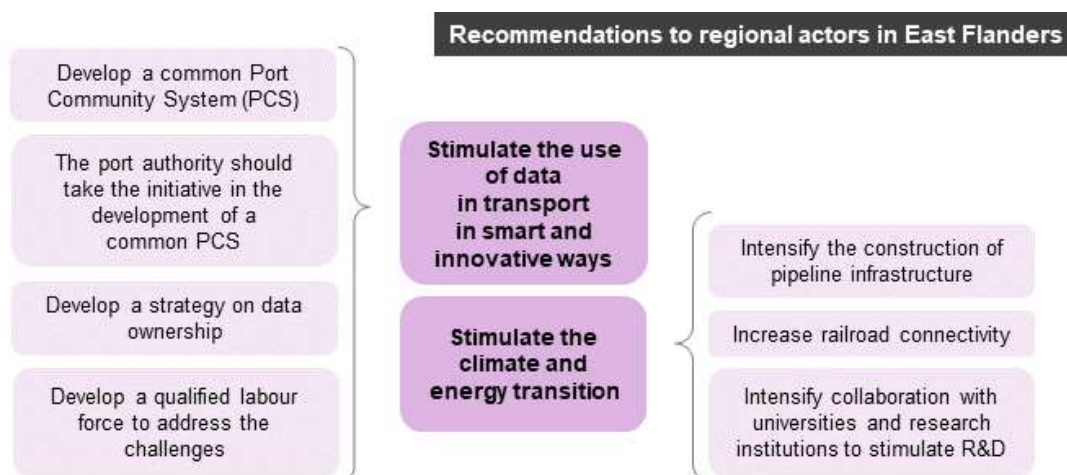 Recommendations to regional actors in East Flanders
Develop a common Port
Community System (PCS)
The port authority should
take the initiative in the
development of a
common PCS
Develop a strategy on data
ownership
Develop a qualified labour
force to address the
challenges
Stimulate the use
of data
in transport
in smart and
innovative ways
Stimulate the
climate and
energy transition
Intensify the construction of
pipeline infrastructure
Increase railroad connectivity
Intensify collaboration with
universities and research
institutions to stimulate R&D